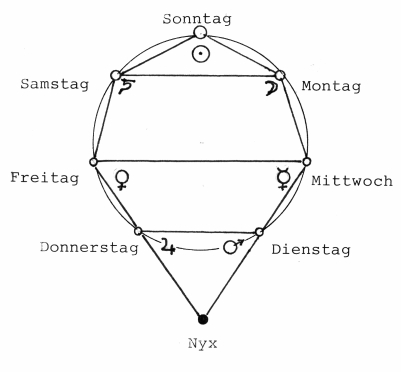 Sonntag
☉
Samstag ♄ ☽ Montag
Freitag ♀ ☿ Mittwoch
Donnerstag ♃ ♂ Dienstag
Nyx